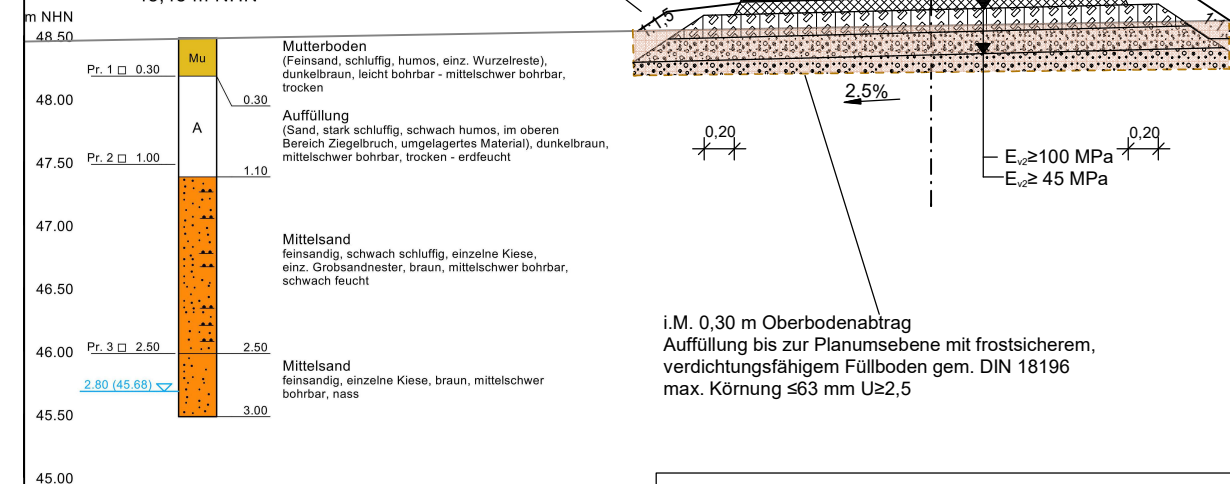 m NHN
48.50
48.00
47.50
47.00
46.50
46.00
45.50
45.00
Mu
A
Pr. 1 □ 0.30
Pr. 2 □ 1.00
Pr. 3 □ 2.50
2.80 (45.68)
0.30
1.10
2.50
3.00
Mutterboden
(Feinsand, schluffig, humos, einz. Wurzelreste),
dunkelbraun, leicht bohrbar - mittelschwer bohrbar,
trocken
Auffüllung
(Sand, stark schluffig, schwach humos, im oberen
Bereich Ziegelbruch, umgelagertes Material), dunkelbraun,
mittelschwer bohrbar, trocken - erdfeucht
Mittelsand
feinsandig, schwach schluffig, einzelne Kiese,
einz. Grobsandnester, braun, mittelschwer bohrbar,
schwach feucht
Mittelsand
feinsandig, einzelne Kiese, braun, mittelschwer
bohrbar, nass
2.5%
0,20
0,20
Ev2≥100 MPa
Ev2≥ 45 MPa
i.M. 0,30 m Oberbodenabtrag
Auffüllung bis zur Planumsebene mit frostsicherem,
verdichtungsfähigem Füllboden gem. DIN 18196
max. Körnung ≤63 mm U≥2,5